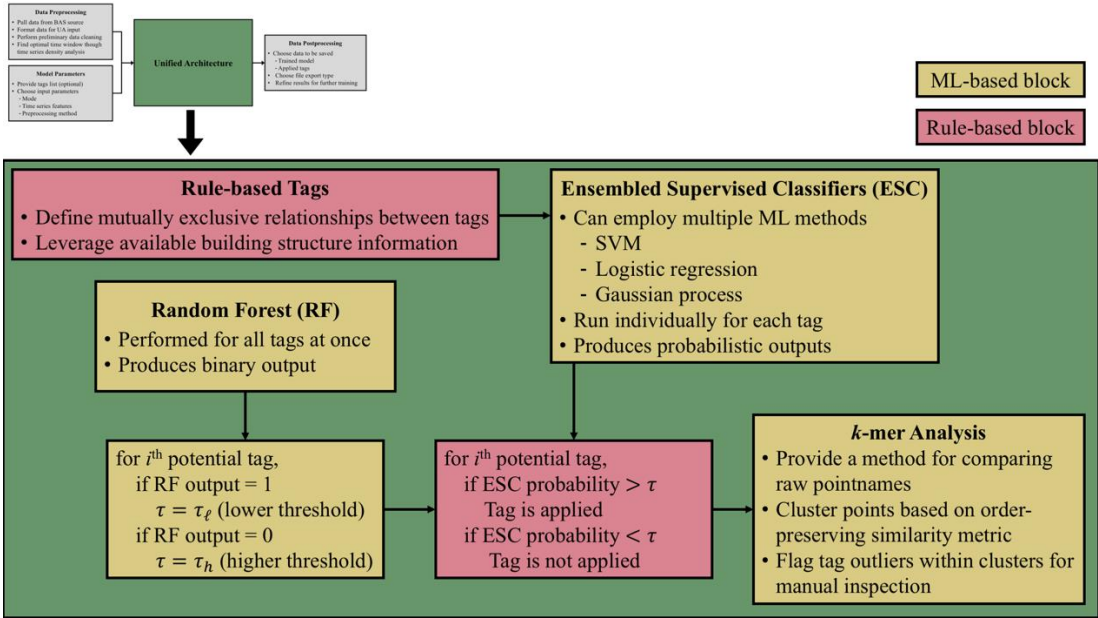 Data Preprocessing
• Pull data from BAS source
• Format data for UA input
• Perform preliminary data cleaning
• Find optimal time window though
time series density analysis
Model Parameters
• Provide tags list (optional)
• Choose input parameters
- Mode
- Time series features
- Preprocessing method
Unified Architecture
Data Postprocessing
• Choose data to be saved
- Trained model
- Applied tags
• Choose file export type
• Refine results for further training
ML-based block
Rule-based block
Rule-based Tags
• Define mutually exclusive relationships between tags
• Leverage available building structure information
Ensembled Supervised Classifiers (ESC)
• Can employ multiple ML methods
- SVM
- Logistic regression
- Gaussian process
• Run individually for each tag
• Produces probabilistic outputs
Random Forest (RF)
• Performed for all tags at once
• Produces binary output
for iᵗʰ potential tag,
if RF output = 1
τ = τ_ℓ (lower threshold)
if RF output = 0
τ = τ_h (higher threshold)
for iᵗʰ potential tag,
if ESC probability > τ
Tag is applied
if ESC probability < τ
Tag is not applied
k-mer Analysis
• Provide a method for comparing
raw pointnames
• Cluster points based on order-
preserving similarity metric
• Flag tag outliers within clusters for
manual inspection